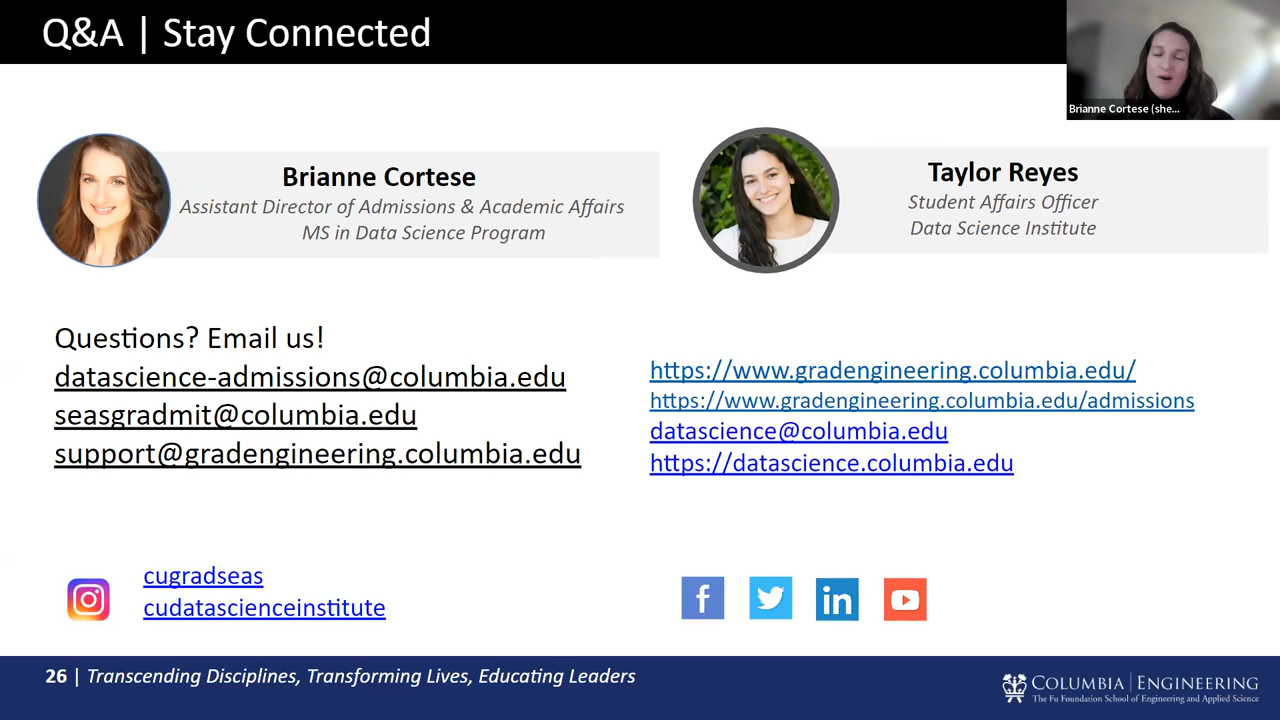 Q&A | Stay Connected
Brianne Cortese (she...
Brianne Cortese
Assistant Director of Admissions & Academic Affairs
MS in Data Science Program
Taylor Reyes
Student Affairs Officer
Data Science Institute
Questions? Email us!
datascience-admissions@columbia.edu
seasgradmit@columbia.edu
support@gradengineering.columbia.edu
https://www.gradengineering.columbia.edu/
https://www.gradengineering.columbia.edu/admissions
datascience@columbia.edu
https://datascience.columbia.edu
cugradseas
cudatascienceinstitute
f
in
26 | Transcending Disciplines, Transforming Lives, Educating Leaders
COLUMBIA | ENGINEERING
The Fu Foundation School of Engineering and Applied Science